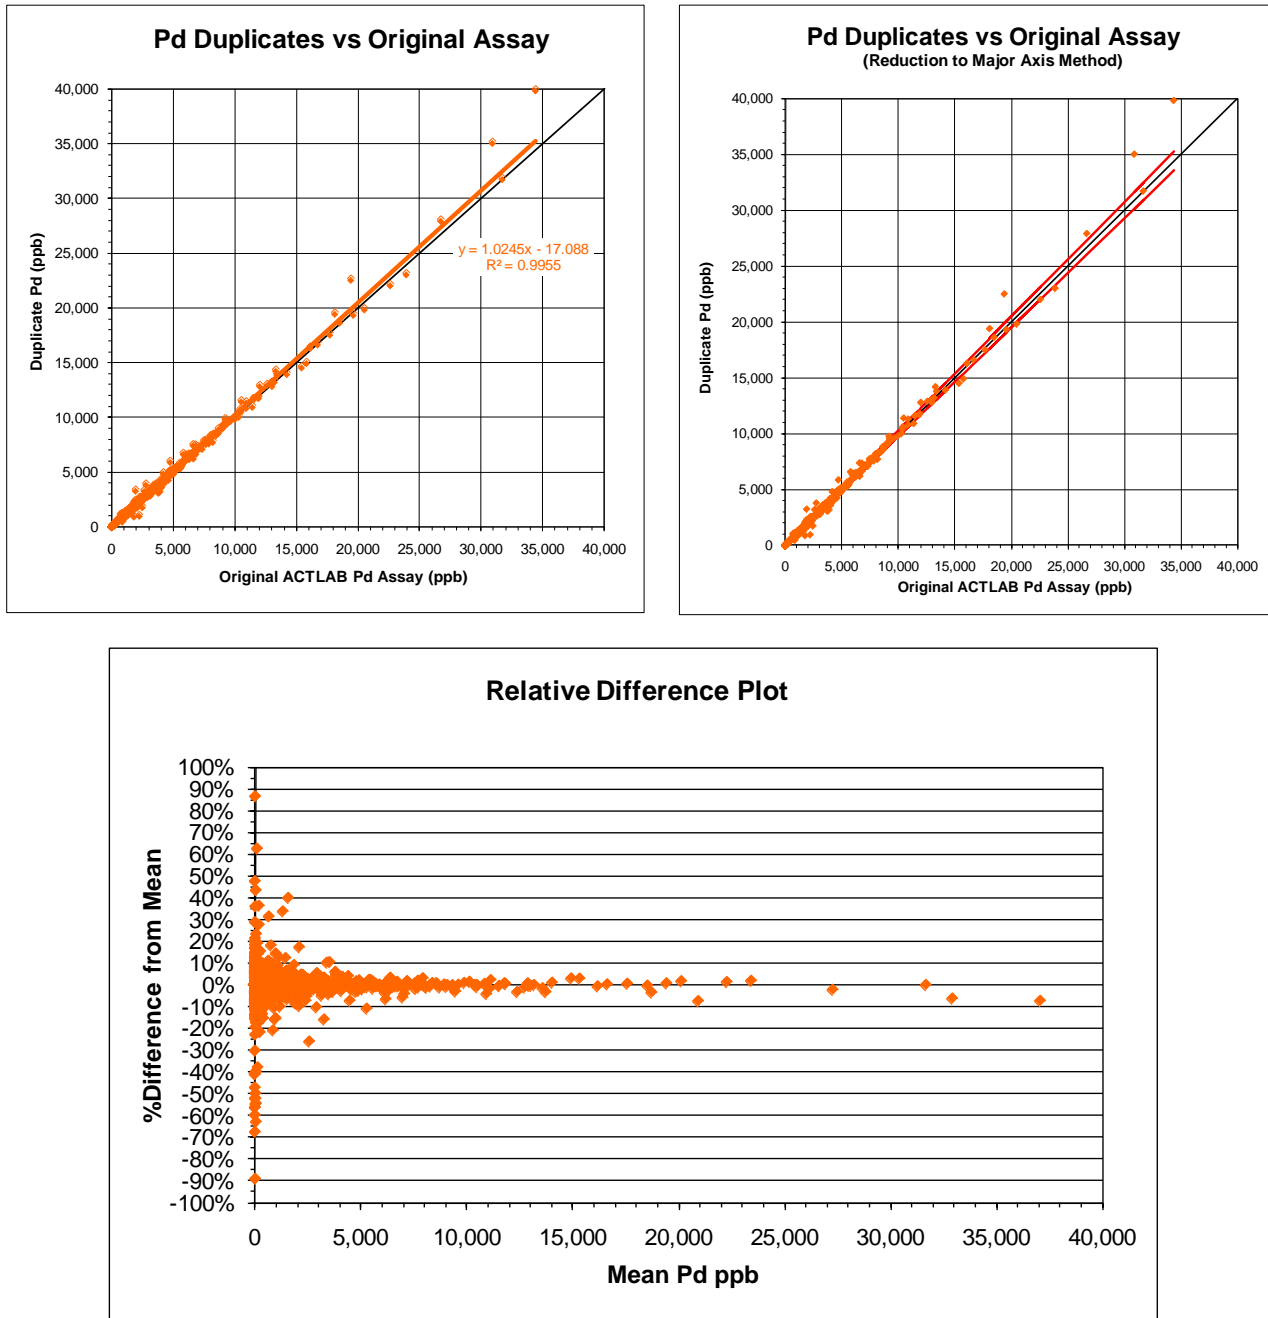 Pd Duplicates vs Original Assay
40,000
35,000
30,000
25,000
20,000
15,000
10,000
5,000
0
Duplicate Pd (ppb)
y = 1.0245x - 17.088
R² = 0.9955
0 5,000 10,000 15,000 20,000 25,000 30,000 35,000 40,000
Original ACTLAB Pd Assay (ppb)
Pd Duplicates vs Original Assay
(Reduction to Major Axis Method)
40,000
35,000
30,000
25,000
20,000
15,000
10,000
5,000
0
Duplicate Pd (ppb)
0 5,000 10,000 15,000 20,000 25,000 30,000 35,000 40,000
Original ACTLAB Pd Assay (ppb)
Relative Difference Plot
100%
90%
80%
70%
60%
50%
40%
30%
20%
10%
0%
-10%
-20%
-30%
-40%
-50%
-60%
-70%
-80%
-90%
-100%
%Difference from Mean
0 5,000 10,000 15,000 20,000 25,000 30,000 35,000 40,000
Mean Pd ppb